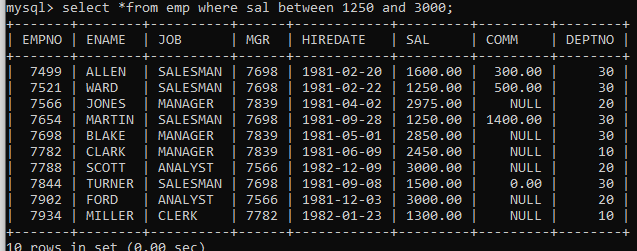 mysql> select *from emp where sal between 1250 and 3000;
+-------+--------+----------+------+------------+---------+---------+--------+
| EMPNO | ENAME  | JOB      | MGR  | HIREDATE   | SAL     | COMM    | DEPTNO |
+-------+--------+----------+------+------------+---------+---------+--------+
|  7499 | ALLEN  | SALESMAN | 7698 | 1981-02-20 | 1600.00 |  300.00 |     30 |
|  7521 | WARD   | SALESMAN | 7698 | 1981-02-22 | 1250.00 |  500.00 |     30 |
|  7566 | JONES  | MANAGER  | 7839 | 1981-04-02 | 2975.00 |    NULL |     20 |
|  7654 | MARTIN | SALESMAN | 7698 | 1981-09-28 | 1250.00 | 1400.00 |     30 |
|  7698 | BLAKE  | MANAGER  | 7839 | 1981-05-01 | 2850.00 |    NULL |     30 |
|  7782 | CLARK  | MANAGER  | 7839 | 1981-06-09 | 2450.00 |    NULL |     10 |
|  7788 | SCOTT  | ANALYST  | 7566 | 1982-12-09 | 3000.00 |    NULL |     20 |
|  7844 | TURNER | SALESMAN | 7698 | 1981-09-08 | 1500.00 |    0.00 |     30 |
|  7902 | FORD   | ANALYST  | 7566 | 1981-12-03 | 3000.00 |    NULL |     20 |
|  7934 | MILLER | CLERK    | 7782 | 1982-01-23 | 1300.00 |    NULL |     10 |
+-------+--------+----------+------+------------+---------+---------+--------+
10 rows in set (0.00 sec)